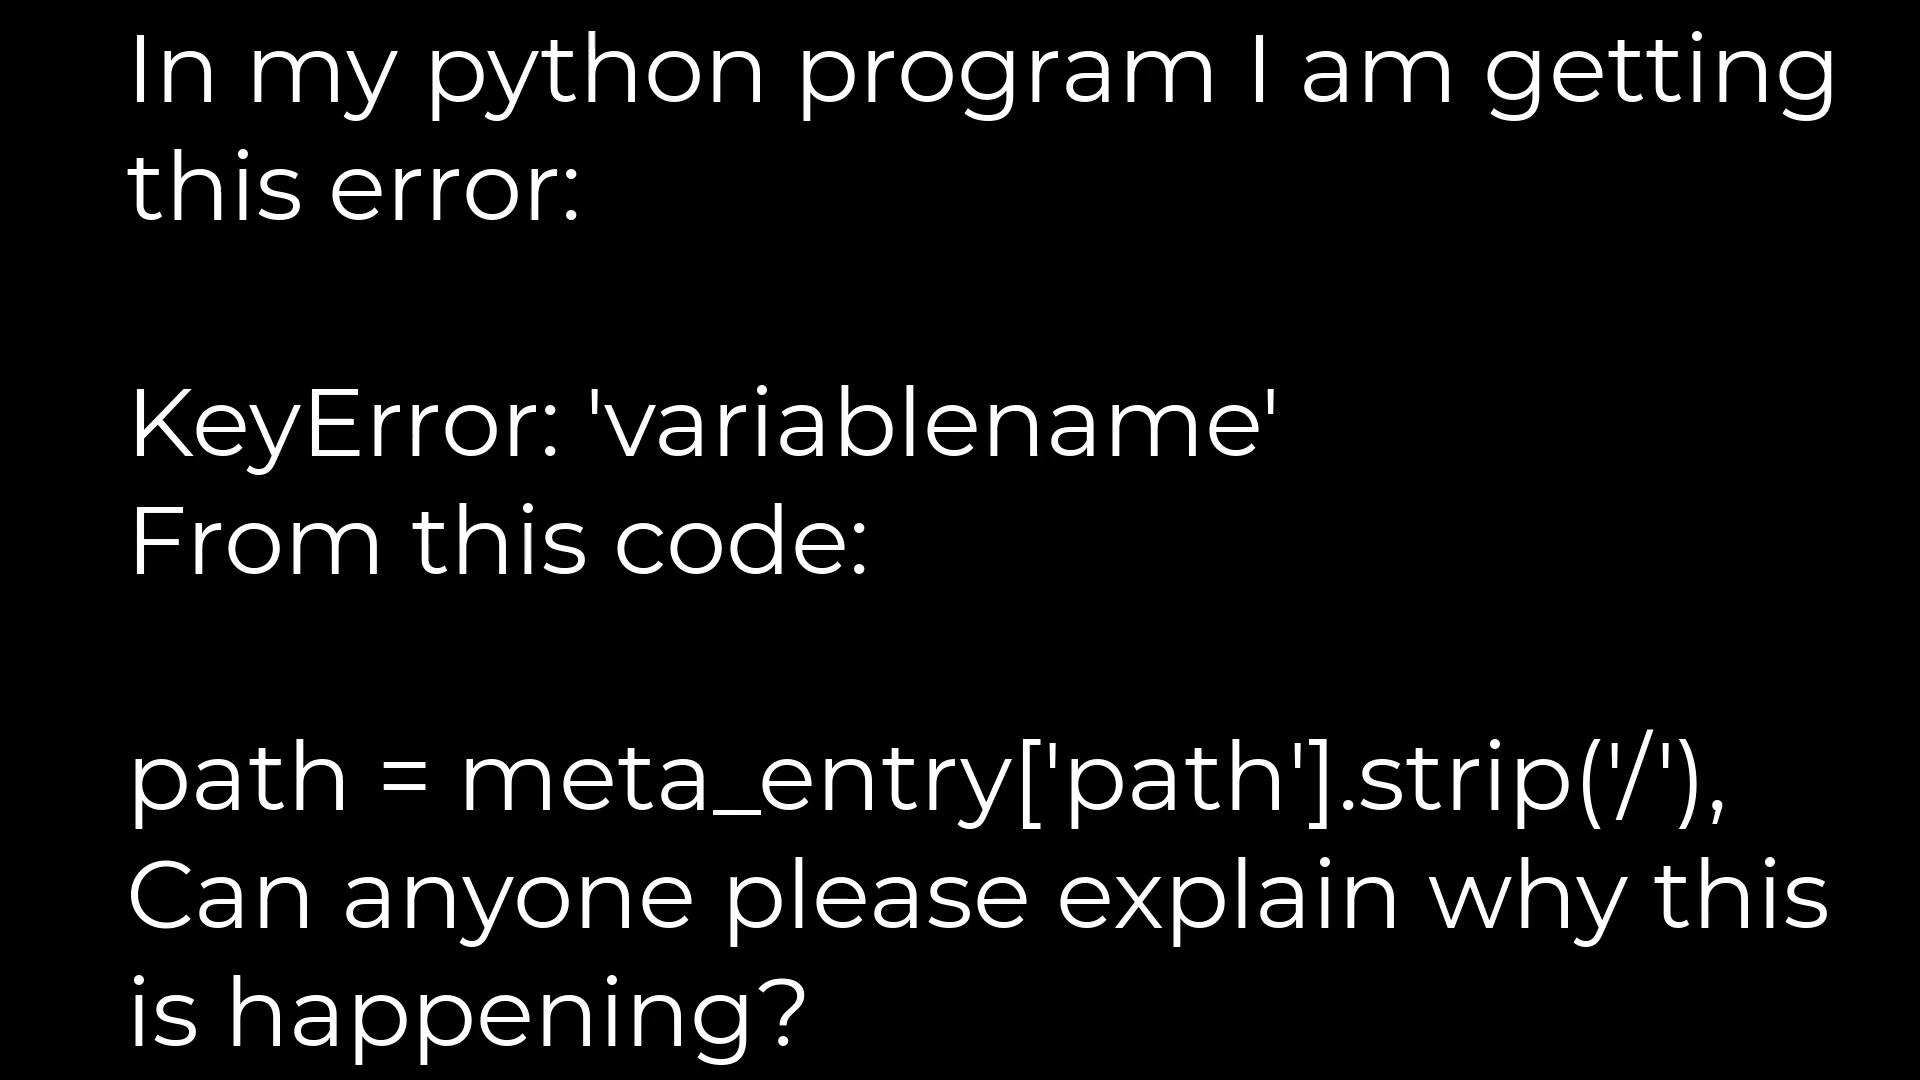 In my python program I am getting
this error:
KeyError: 'variablename'
From this code:
path = meta_entry['path'].strip('/'),
Can anyone please explain why this
is happening?